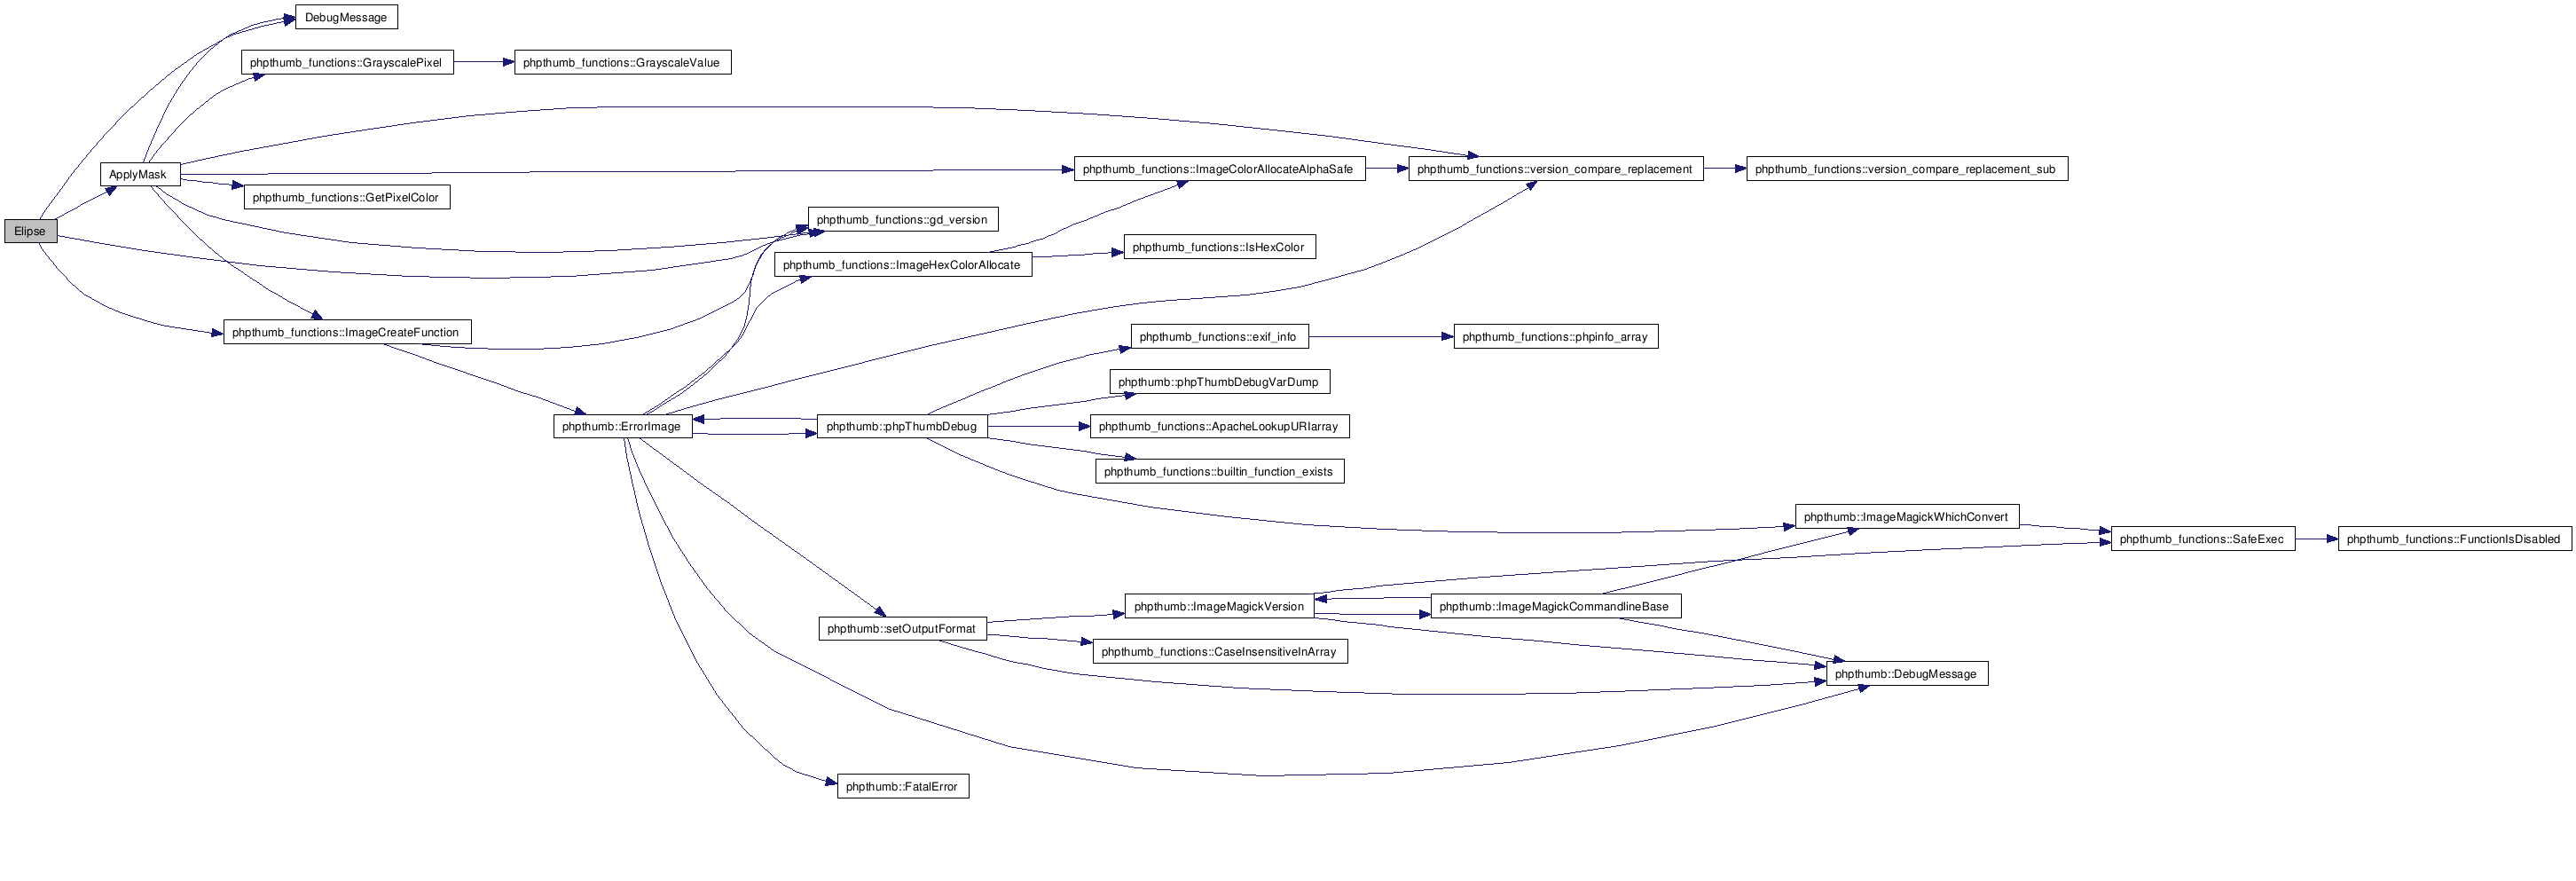 DebugMessage
phpthumb_functions::GrayscalePixel
phpthumb_functions::GrayscaleValue
ApplyMask
phpthumb_functions::ImageColorAllocateAlphaSafe
phpthumb_functions::version_compare_replacement
phpthumb_functions::version_compare_replacement_sub
phpthumb_functions::GetPixelColor
phpthumb_functions::gd_version
Elipse
phpthumb_functions::IsHexColor
phpthumb_functions::ImageHexColorAllocate
phpthumb_functions::ImageCreateFunction
phpthumb_functions::exif_info
phpthumb_functions::phpinfo_array
phpthumb::phpThumbDebugVarDump
phpthumb::ErrorImage
phpthumb::phpThumbDebug
phpthumb_functions::ApacheLookupURIarray
phpthumb_functions::builtin_function_exists
phpthumb::ImageMagickWhichConvert
phpthumb_functions::SafeExec
phpthumb_functions::FunctionIsDisabled
phpthumb::ImageMagickVersion
phpthumb::ImageMagickCommandlineBase
phpthumb::setOutputFormat
phpthumb_functions::CaseInsensitiveInArray
phpthumb::DebugMessage
phpthumb::FatalError